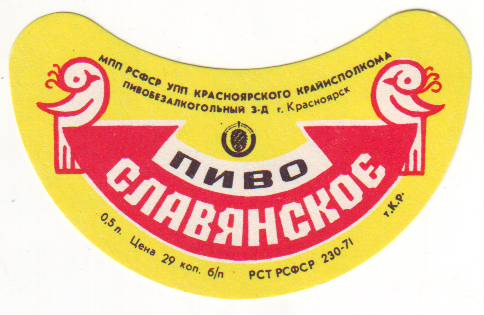 МПП РСФСР УПП КРАСНОЯРСКОГО КРАЙИСПОЛКОМА
ПИВОБЕЗАЛКОГОЛЬНЫЙ З-Д г. Красноярск
ПИВО
СЛАВЯНСКОЕ
0,5 л. Цена 29 коп. б/п РСТ РСФСР 230-71 т.К.р.